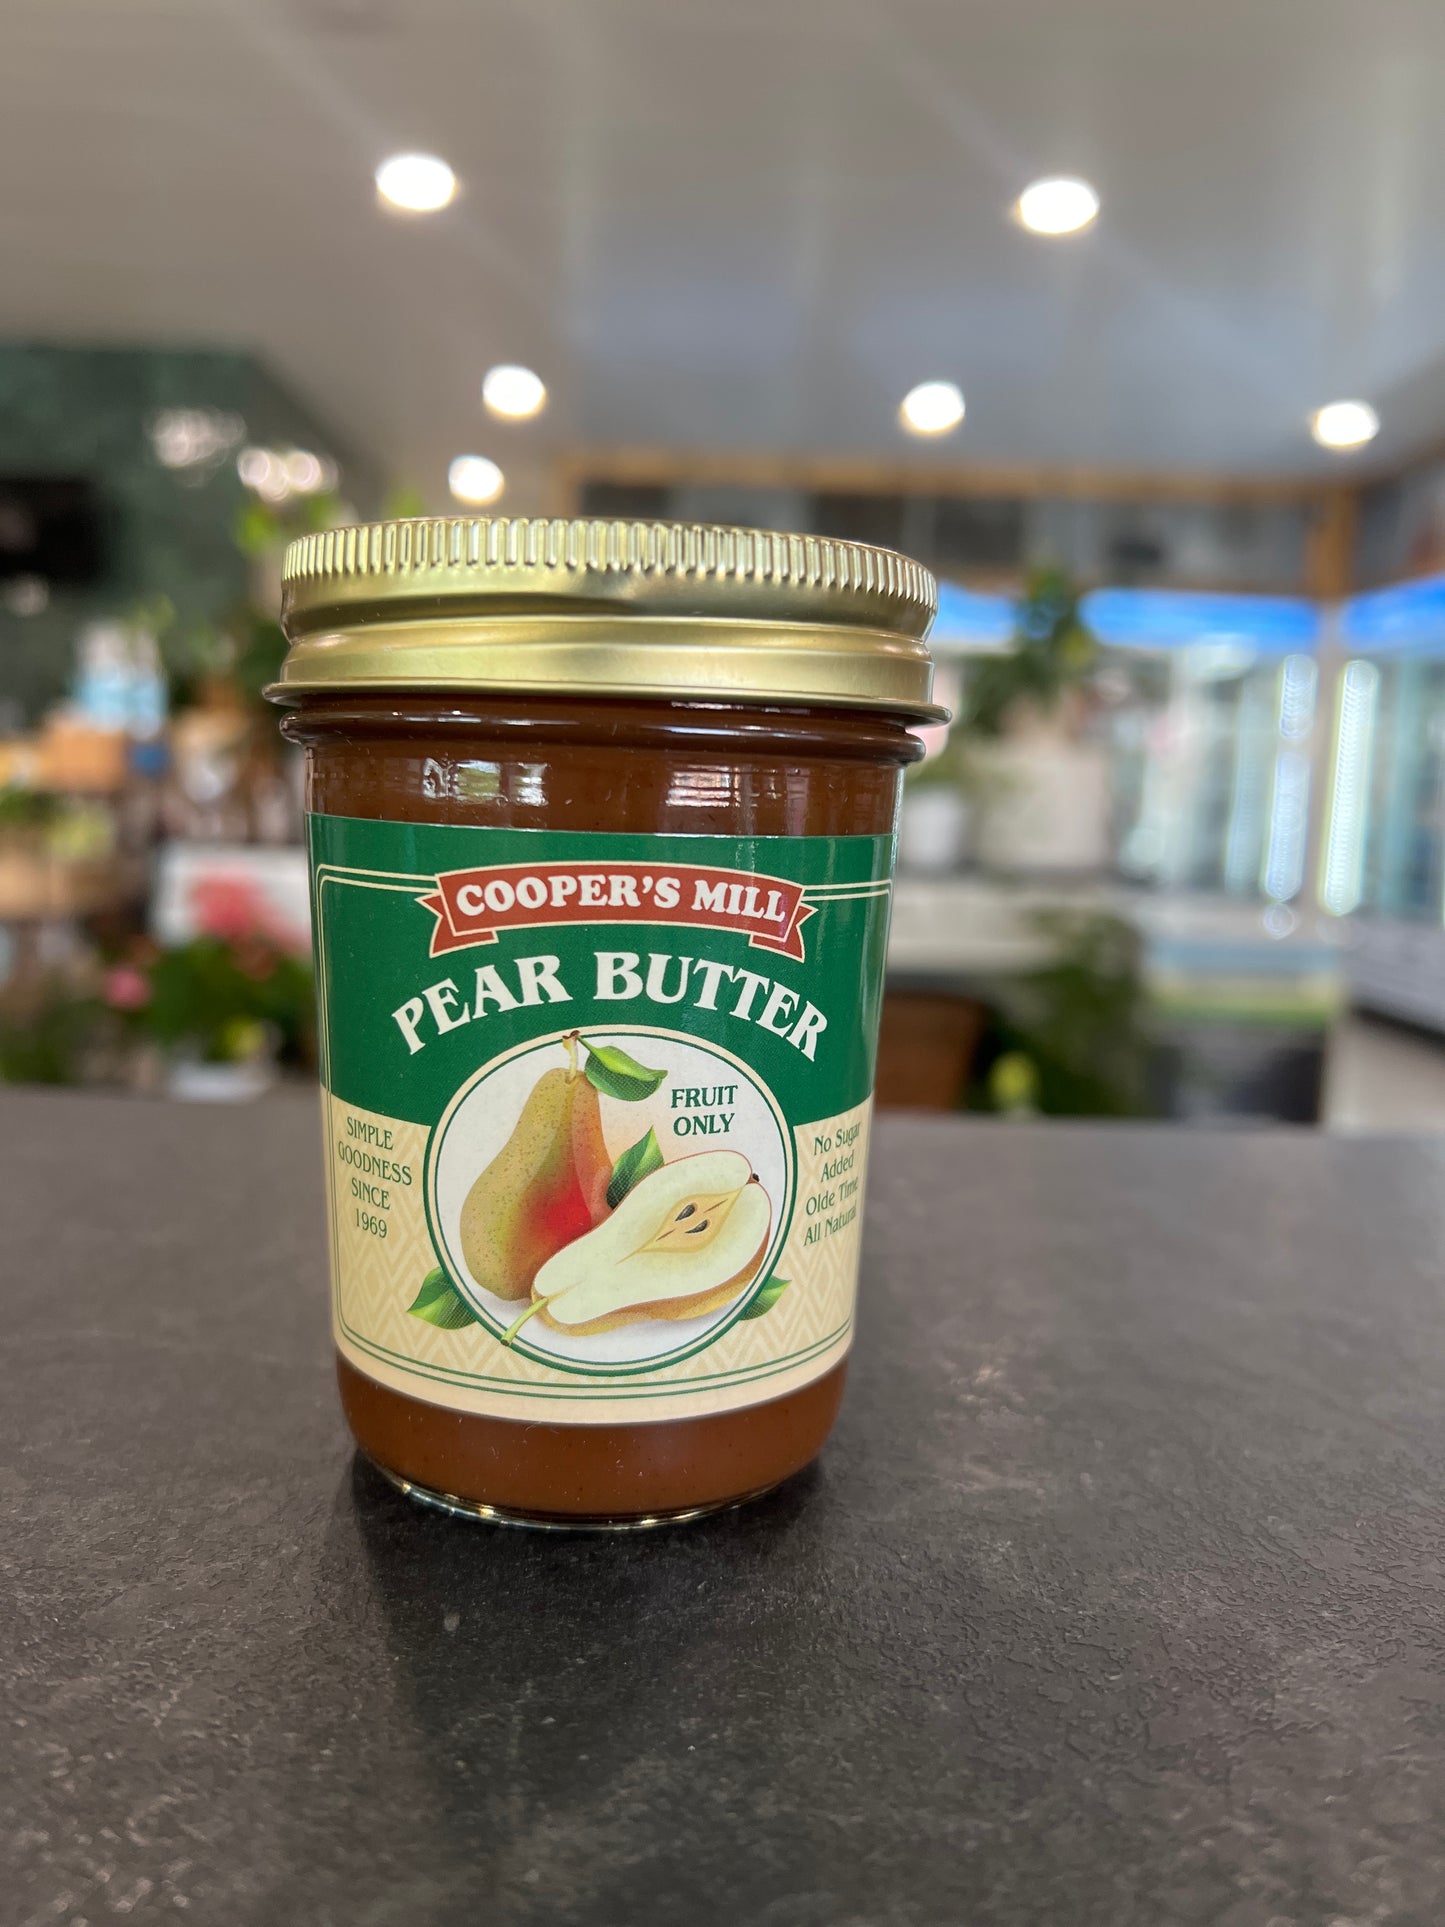 COOPER'S MILL
PEAR BUTTER
FRUIT
ONLY
SIMPLE
GOODNESS
SINCE
1969
No Sugar
Added
Olde Time
All Natural